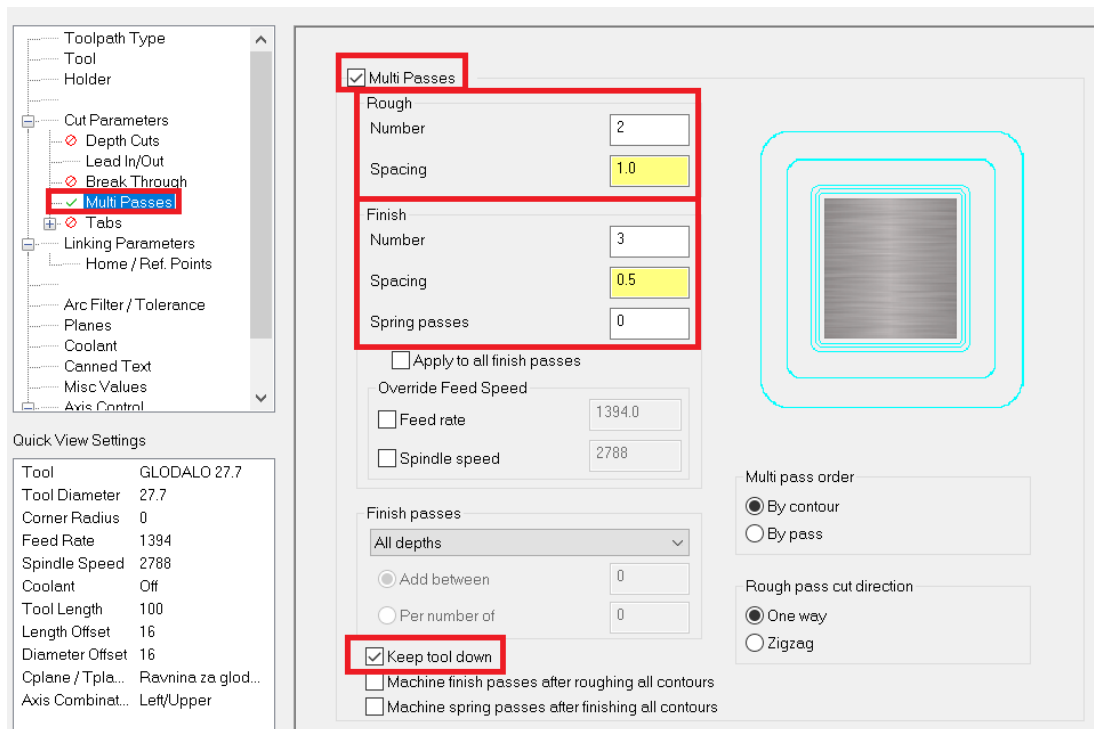 Toolpath Type
Tool
Holder
Cut Parameters
Depth Cuts
Lead In/Out
Break Through
Multi Passes
Tabs
Linking Parameters
Home / Ref. Points
Arc Filter / Tolerance
Planes
Coolant
Canned Text
Misc Values
Axis Control
Quick View Settings
Tool GLODALO 27.7
Tool Diameter 27.7
Corner Radius 0
Feed Rate 1394
Spindle Speed 2788
Coolant Off
Tool Length 100
Length Offset 16
Diameter Offset 16
Cplane / Tpla... Ravnina za glod...
Axis Combinat... Left/Upper
Multi Passes
Rough
Number 2
Spacing 1.0
Finish
Number 3
Spacing 0.5
Spring passes 0
Apply to all finish passes
Override Feed Speed
Feed rate 1394.0
Spindle speed 2788
Finish passes
All depths
Add between 0
Per number of 0
Keep tool down
Machine finish passes after roughing all contours
Machine spring passes after finishing all contours
Multi pass order
By contour
By pass
Rough pass cut direction
One way
Zigzag